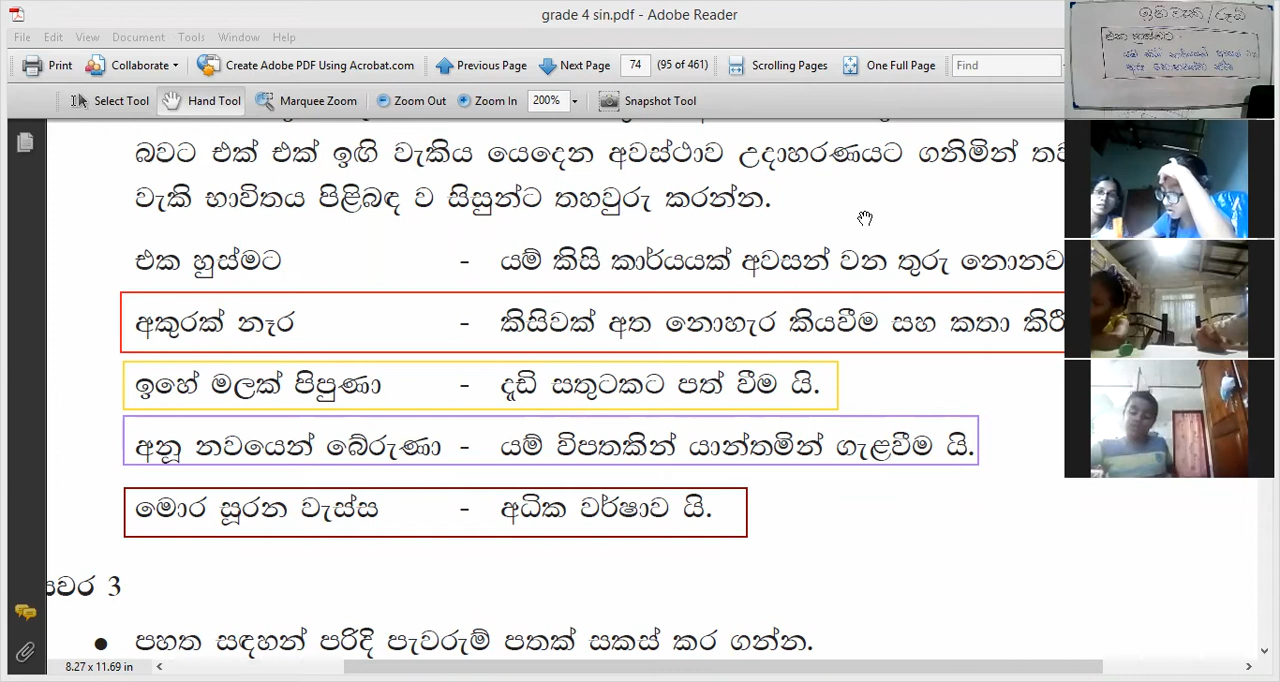 grade 4 sin.pdf - Adobe Reader
File Edit View Document Tools Window Help
Print Collaborate Create Adobe PDF Using Acrobat.com Previous Page Next Page 74 (95 of 461) Scrolling Pages One Full Page Find
Select Tool Hand Tool Marquee Zoom Zoom Out Zoom In 200% Snapshot Tool
බවට එක් එක් ඉඟි වැකිය යෙදෙන අවස්ථාව උදාහරණයට ගනිමින් තව
වැකි භාවිතය පිළිබඳ ව සිසුන්ට තහවුරු කරන්න.
එක හුස්මට - යම් කිසි කාර්යයක් අවසන් වන තුරු නොනව
අකුරක් නෑර - කිසිවක් අත නොහැර කියවීම සහ කතා කිරී
ඉහේ මලක් පිපුණා - දැඩි සතුටකට පත් වීම යි.
අනූ නවයෙන් බේරුණා - යම් විපතකින් යාන්තමින් ගැළවීම යි.
මොර සූරන වැස්ස - අධික වර්ෂාව යි.
යවර 3
• පහත සඳහන් පරිදි පැවරුම් පතක් සකස් කර ගන්න.
8.27 x 11.69 in
එක හුස්මට